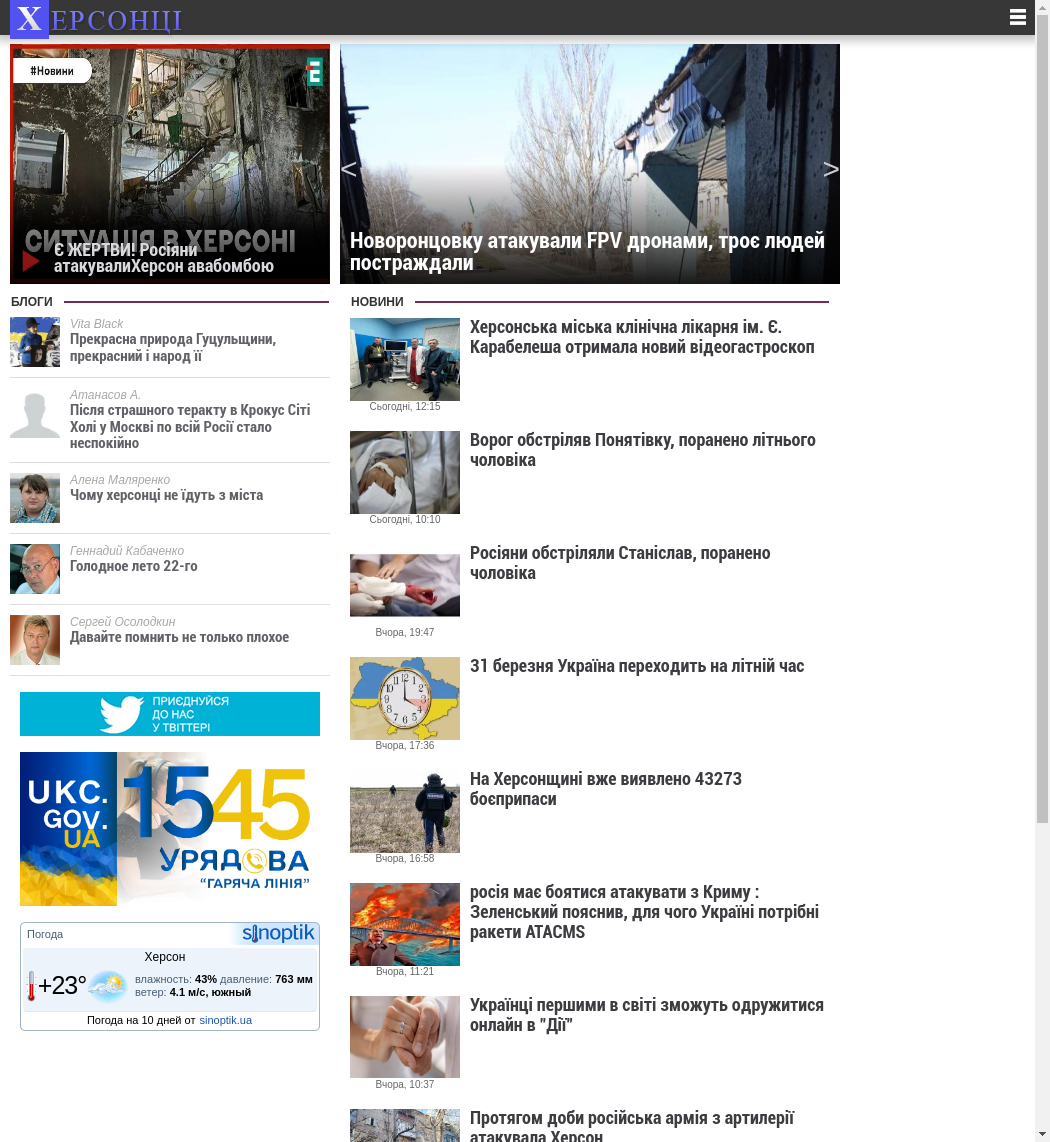 ХЕРСОНЦІ
#Новини
СИТУАЦІЯ В ХЕРСОНІ
Є ЖЕРТВИ! Росіяни
атакувалиХерсон авабомбою
<
>
Новоронцовку атакували FPV дронами, троє людей
постраждали
БЛОГИ
Vita Black
Прекрасна природа Гуцульщини,
прекрасний і народ її
Атанасов А.
Після страшного теракту в Крокус Сіті
Холі у Москві по всій Росії стало
неспокійно
Алена Маляренко
Чому херсонці не їдуть з міста
Геннадий Кабаченко
Голодное лето 22-го
Сергей Осолодкин
Давайте помнить не только плохое
ПРИЄДНУЙСЯ
ДО НАС
У ТВІТТЕРІ
UKC.
GOV.
UA
1545
УРЯДОВА
“ГАРЯЧА ЛІНІЯ”
Погода
sinoptik
Херсон
+23°
влажность: 43% давление: 763 мм
ветер: 4.1 м/с, южный
Погода на 10 дней от sinoptik.ua
НОВИНИ
Херсонська міська клінічна лікарня ім. Є.
Карабелеша отримала новий відеогастроскоп
Сьогодні, 12:15
Ворог обстріляв Понятівку, поранено літнього
чоловіка
Сьогодні, 10:10
Росіяни обстріляли Станіслав, поранено
чоловіка
Вчора, 19:47
31 березня Україна переходить на літній час
Вчора, 17:36
На Херсонщині вже виявлено 43273
боєприпаси
Вчора, 16:58
росія має боятися атакувати з Криму :
Зеленський пояснив, для чого Україні потрібні
ракети ATACMS
Вчора, 11:21
Українці першими в світі зможуть одружитися
онлайн в "Дії"
Вчора, 10:37
Протягом доби російська армія з артилерії
атакувала Херсон